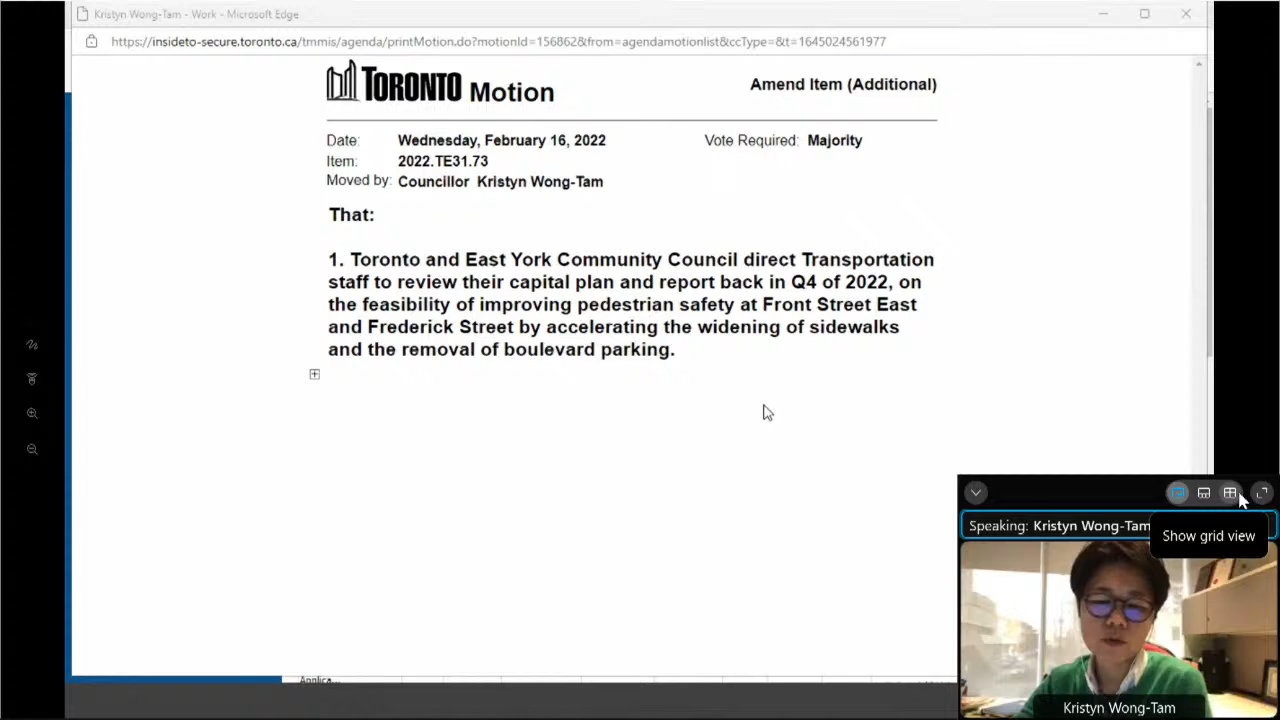 Kristyn Wong-Tam - Work - Microsoft Edge
https://insideto-secure.toronto.ca/tmmis/agenda/printMotion.do?motionId=156862&from=agendamotionlist&ccType=&t=1645024561977
TORONTO Motion
Amend Item (Additional)
Date: Wednesday, February 16, 2022
Vote Required: Majority
Item: 2022.TE31.73
Moved by: Councillor Kristyn Wong-Tam
That:
1. Toronto and East York Community Council direct Transportation
staff to review their capital plan and report back in Q4 of 2022, on
the feasibility of improving pedestrian safety at Front Street East
and Frederick Street by accelerating the widening of sidewalks
and the removal of boulevard parking.
Speaking: Kristyn Wong-Tam
Show grid view
Applica...
Kristyn Wong-Tam